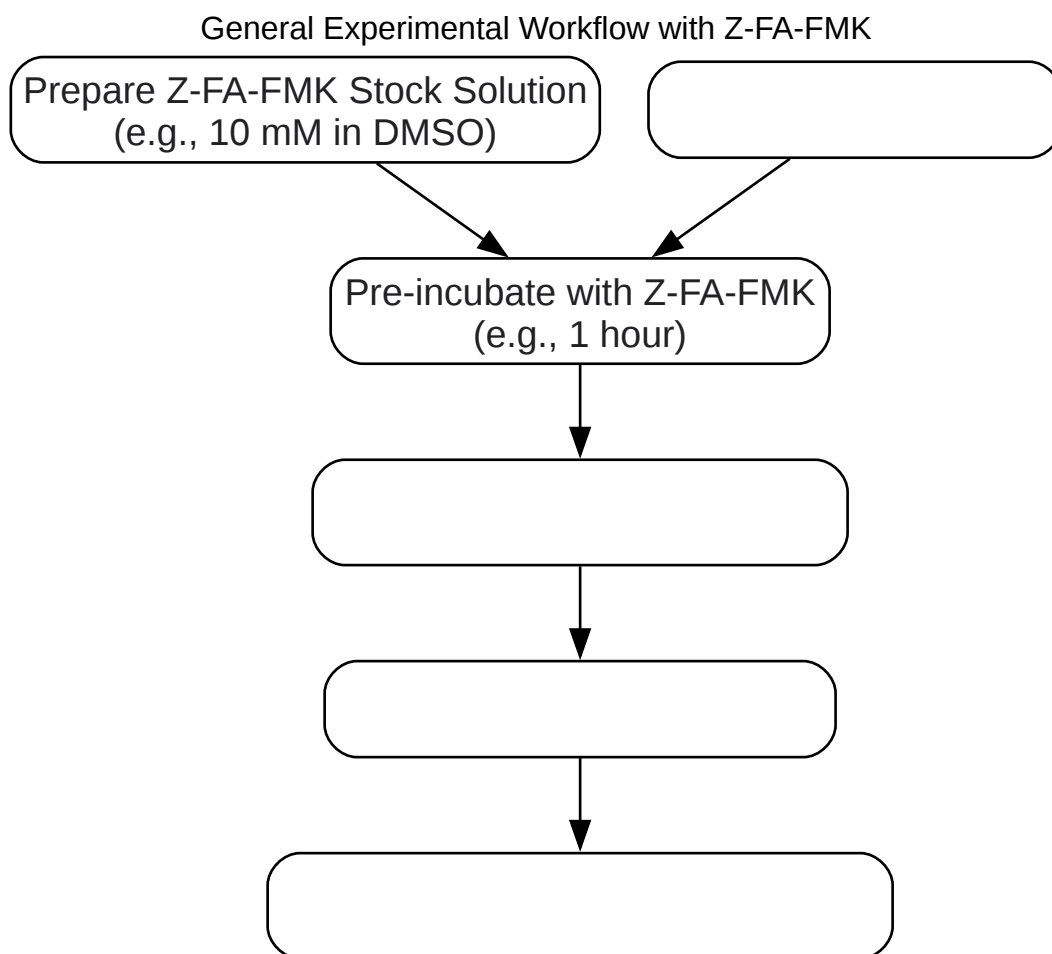 General Experimental Workflow with Z-FA-FMK
Prepare Z-FA-FMK Stock Solution
(e.g., 10 mM in DMSO)
Pre-incubate with Z-FA-FMK
(e.g., 1 hour)